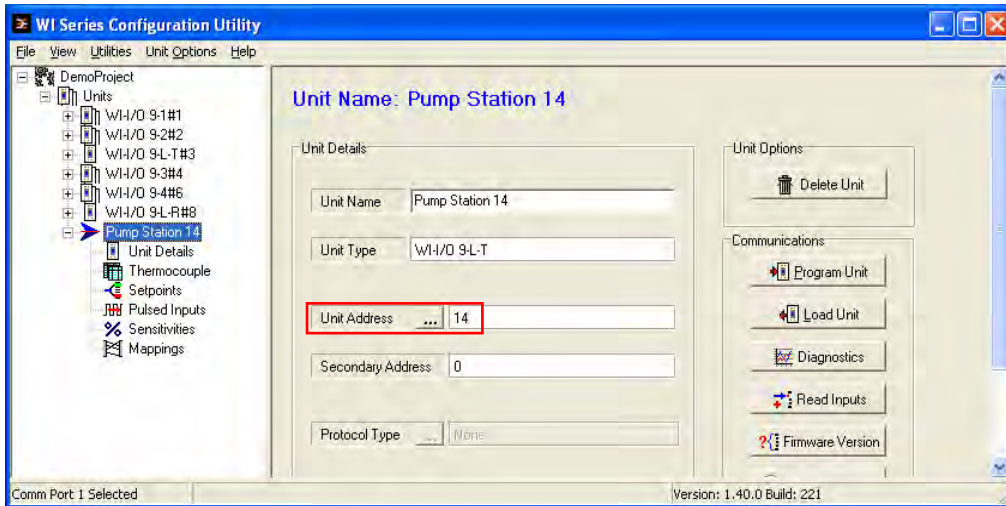 WI Series Configuration Utility
File View Utilities Unit Options Help
DemoProject
Units
WI-I/O 9-1#1
WI-I/O 9-2#2
WI-I/O 9-L-T#3
WI-I/O 9-3#4
WI-I/O 9-4#6
WI-I/O 9-L-R#8
Pump Station 14
Unit Details
Thermocouple
Setpoints
Pulsed Inputs
Sensitivities
Mappings
Unit Name: Pump Station 14
Unit Details
Unit Name Pump Station 14
Unit Type WI-I/O 9-L-T
Unit Address ... 14
Secondary Address 0
Protocol Type ... None
Unit Options
Delete Unit
Communications
Program Unit
Load Unit
Diagnostics
Read Inputs
Firmware Version
Comm Port 1 Selected
Version: 1.40.0 Build: 221